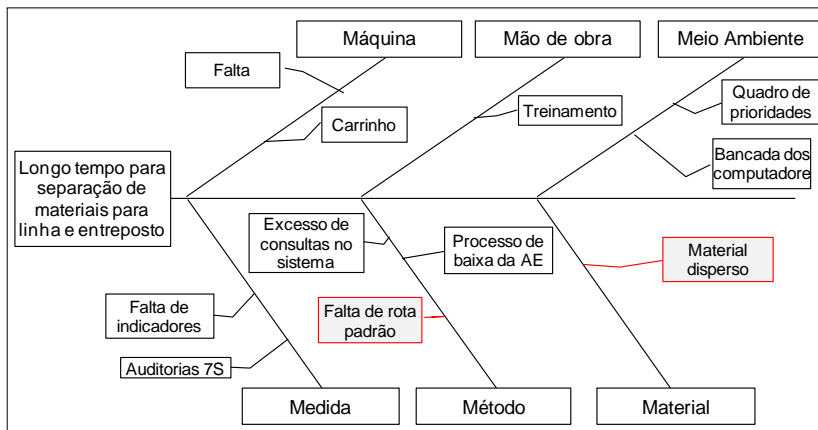 Máquina
Mão de obra
Meio Ambiente
Falta
Carrinho
Treinamento
Quadro de
prioridades
Bancada dos
computadore
Longo tempo para
separação de
materiais para
linha e entreposto
Excesso de
consultas no
sistema
Processo de
baixa da AE
Material
disperso
Falta de
indicadores
Falta de rota
padrão
Auditorias 7S
Medida
Método
Material